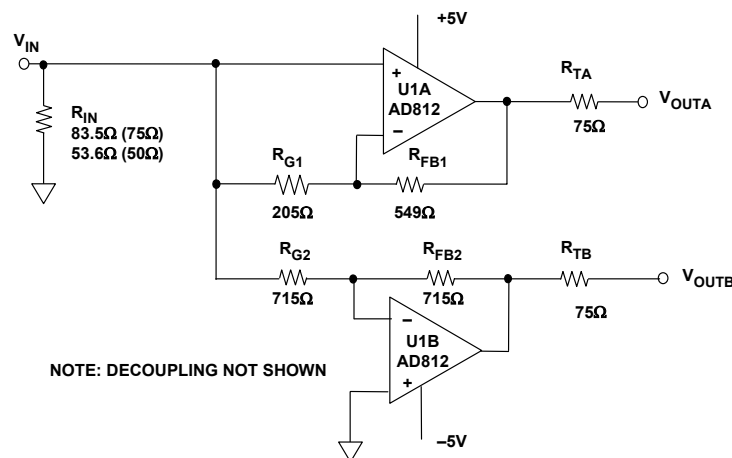 +5V
V_IN
+
U1A
AD812
−
R_TA
V_OUTA
75Ω
R_IN
83.5Ω (75Ω)
53.6Ω (50Ω)
R_G1
R_FB1
205Ω
549Ω
R_G2
R_FB2
R_TB
V_OUTB
715Ω
715Ω
75Ω
−
U1B
AD812
+
NOTE: DECOUPLING NOT SHOWN
–5V